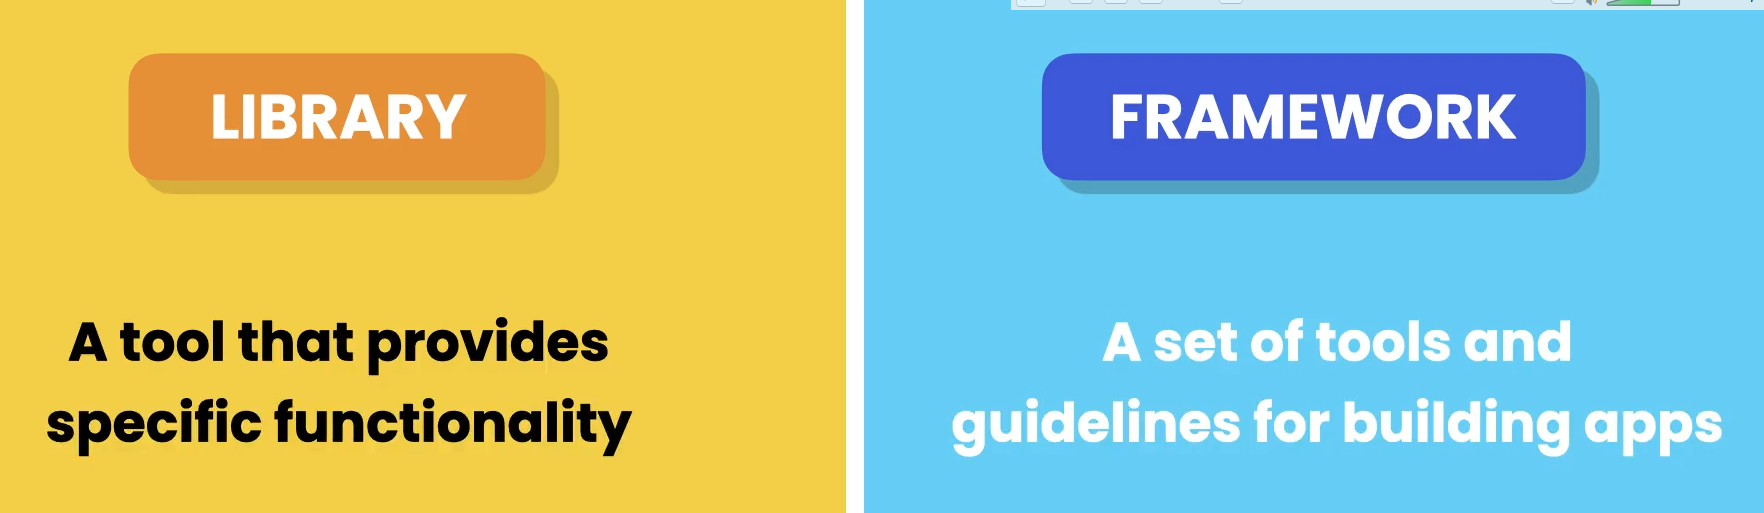 LIBRARY
A tool that provides
specific functionality
FRAMEWORK
A set of tools and
guidelines for building apps